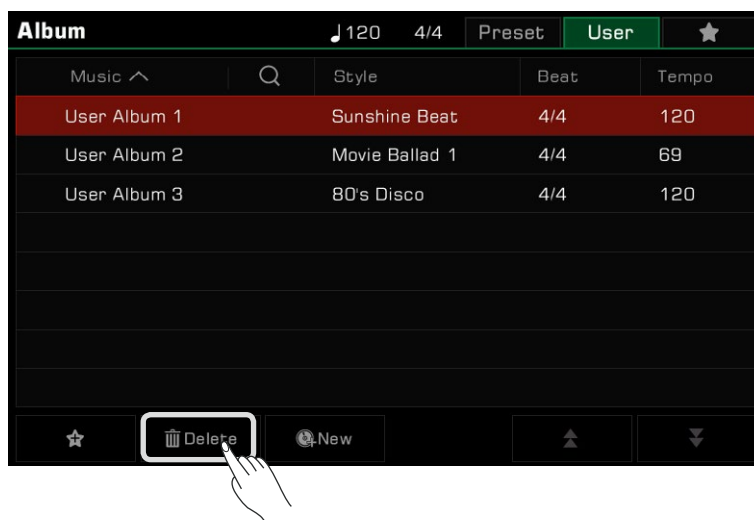 Album ♩120 4/4 Preset User
Music Style Beat Tempo
User Album 1 Sunshine Beat 4/4 120
User Album 2 Movie Ballad 1 4/4 69
User Album 3 80's Disco 4/4 120
Delete New